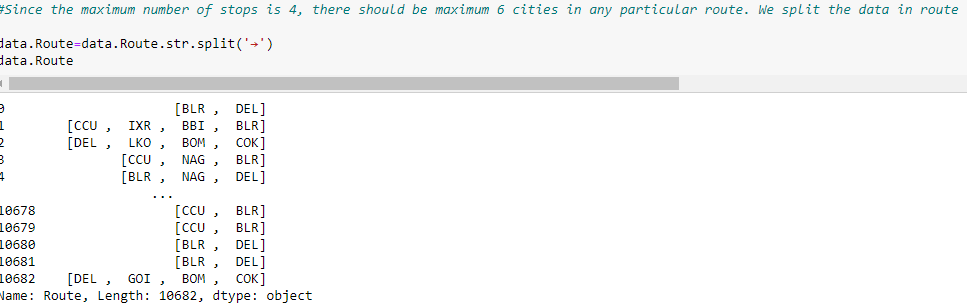 #Since the maximum number of stops is 4, there should be maximum 6 cities in any particular route. We split the data in route
data.Route=data.Route.str.split('→')
data.Route
0 [BLR , DEL]
1 [CCU , IXR , BBI , BLR]
2 [DEL , LKO , BOM , COK]
3 [CCU , NAG , BLR]
4 [BLR , NAG , DEL]
...
10678 [CCU , BLR]
10679 [CCU , BLR]
10680 [BLR , DEL]
10681 [BLR , DEL]
10682 [DEL , GOI , BOM , COK]
Name: Route, Length: 10682, dtype: object